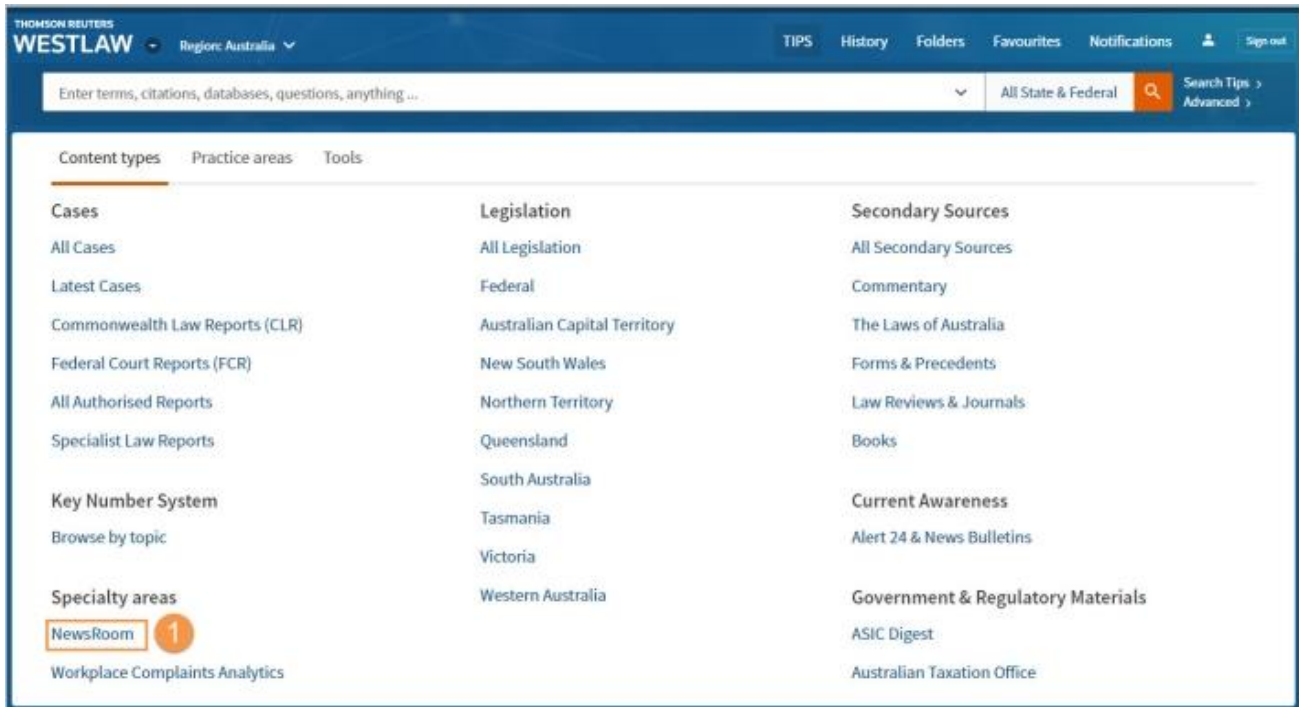 THOMSON REUTERS
WESTLAW
Region: Australia
TIPS
History
Folders
Favourites
Notifications
Sign out
Enter terms, citations, databases, questions, anything ...
All State & Federal
Search Tips >
Advanced >
Content types
Practice areas
Tools
Cases
All Cases
Latest Cases
Commonwealth Law Reports (CLR)
Federal Court Reports (FCR)
All Authorised Reports
Specialist Law Reports
Key Number System
Browse by topic
Specialty areas
NewsRoom
1
Workplace Complaints Analytics
Legislation
All Legislation
Federal
Australian Capital Territory
New South Wales
Northern Territory
Queensland
South Australia
Tasmania
Victoria
Western Australia
Secondary Sources
All Secondary Sources
Commentary
The Laws of Australia
Forms & Precedents
Law Reviews & Journals
Books
Current Awareness
Alert 24 & News Bulletins
Government & Regulatory Materials
ASIC Digest
Australian Taxation Office